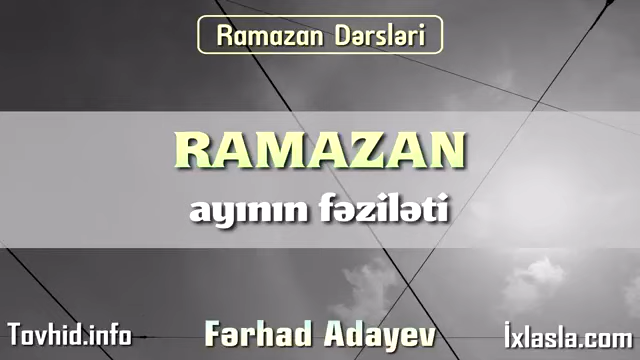 Ramazan Dərsləri
RAMAZAN
ayının fəziləti
Tovhid.info
Fərhad Adayev
İxlasla.com